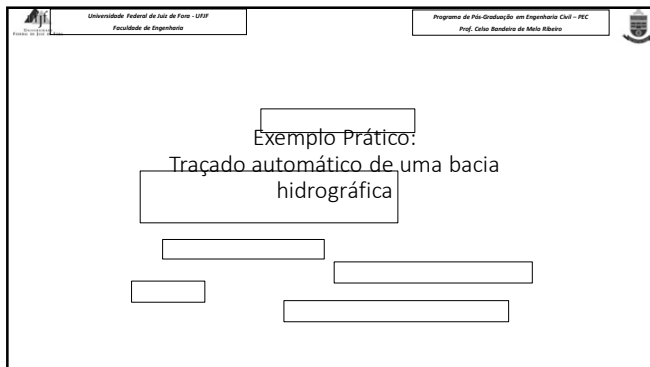 Universidade Federal de Juiz de Fora - UFJF
Faculdade de Engenharia
Programa de Pós-Graduação em Engenharia Civil – PEC
Prof. Celso Bandeira de Melo Ribeiro
Exemplo Prático:
Traçado automático de uma bacia
hidrográfica